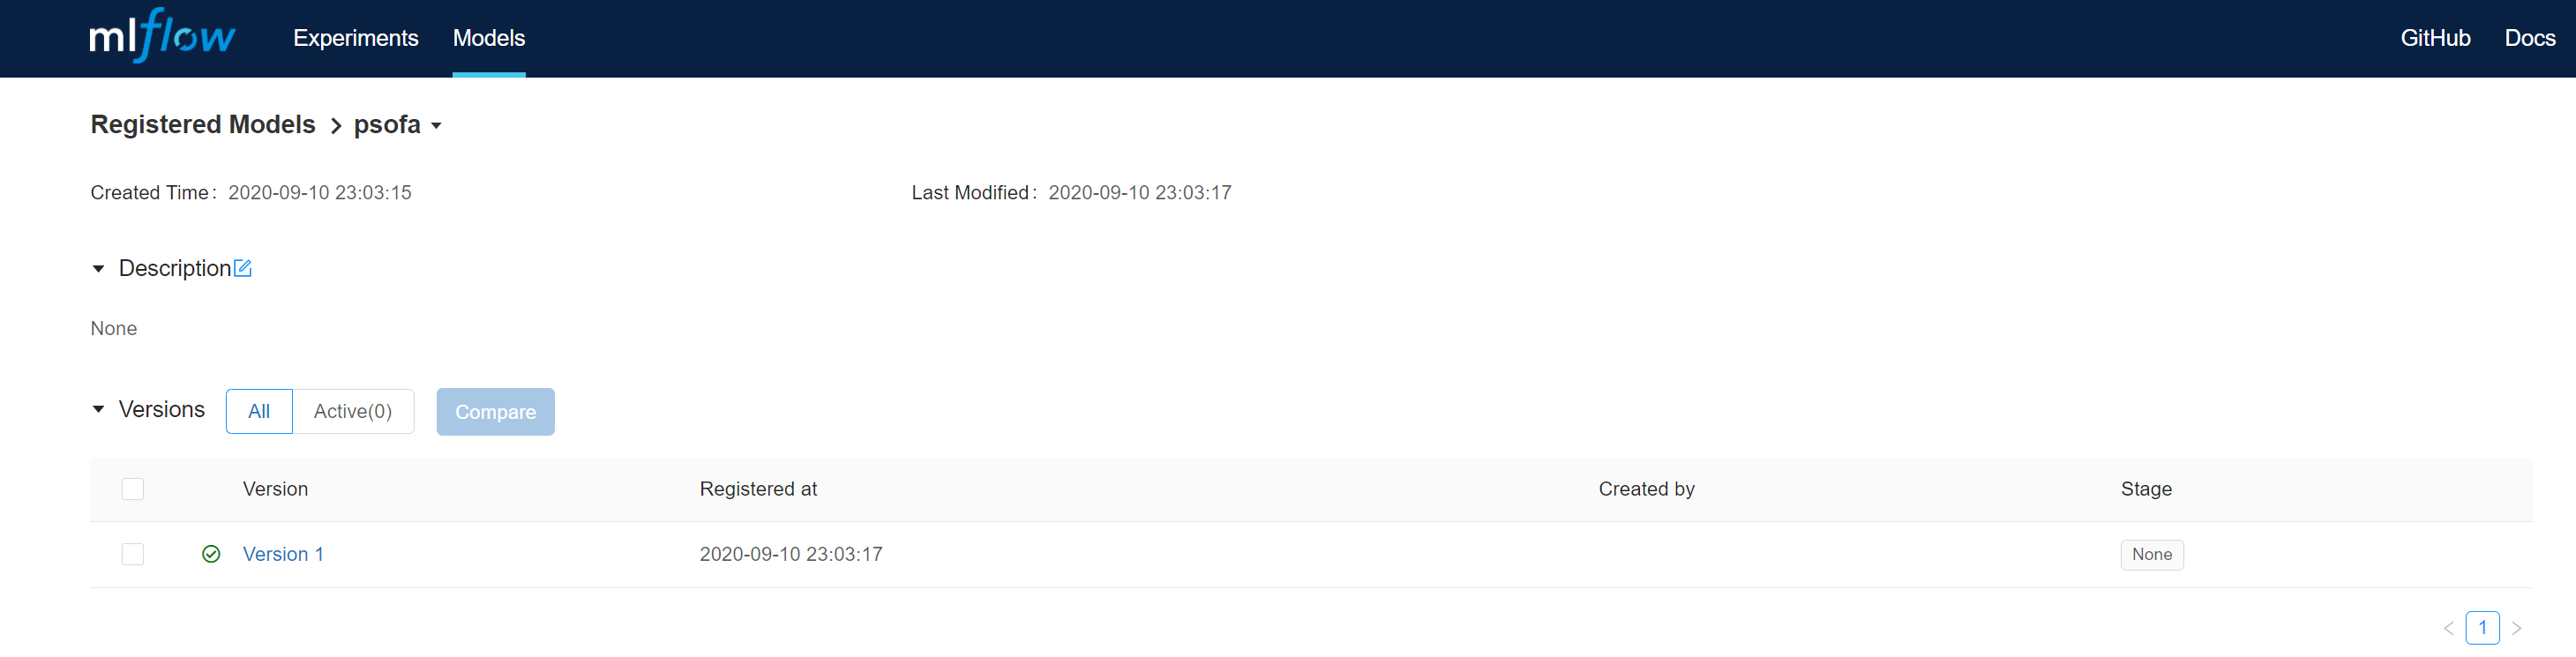 mlflow Experiments Models GitHub Docs
Registered Models > psofa
Created Time: 2020-09-10 23:03:15 Last Modified: 2020-09-10 23:03:17
Description
None
Versions All Active(0) Compare
Version Registered at Created by Stage
Version 1 2020-09-10 23:03:17 None
< 1 >